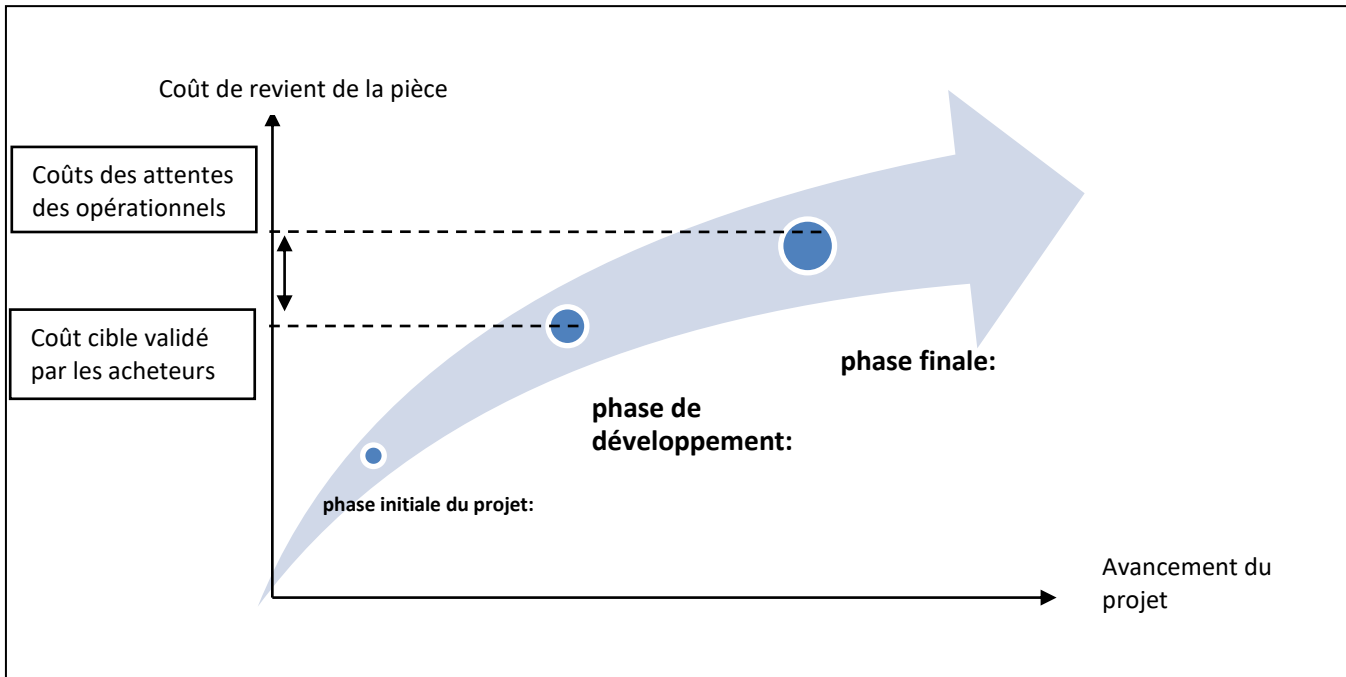 Coût de revient de la pièce
Coûts des attentes
des opérationnels
Coût cible validé
par les acheteurs
phase finale:
phase de
développement:
phase initiale du projet:
Avancement du
projet